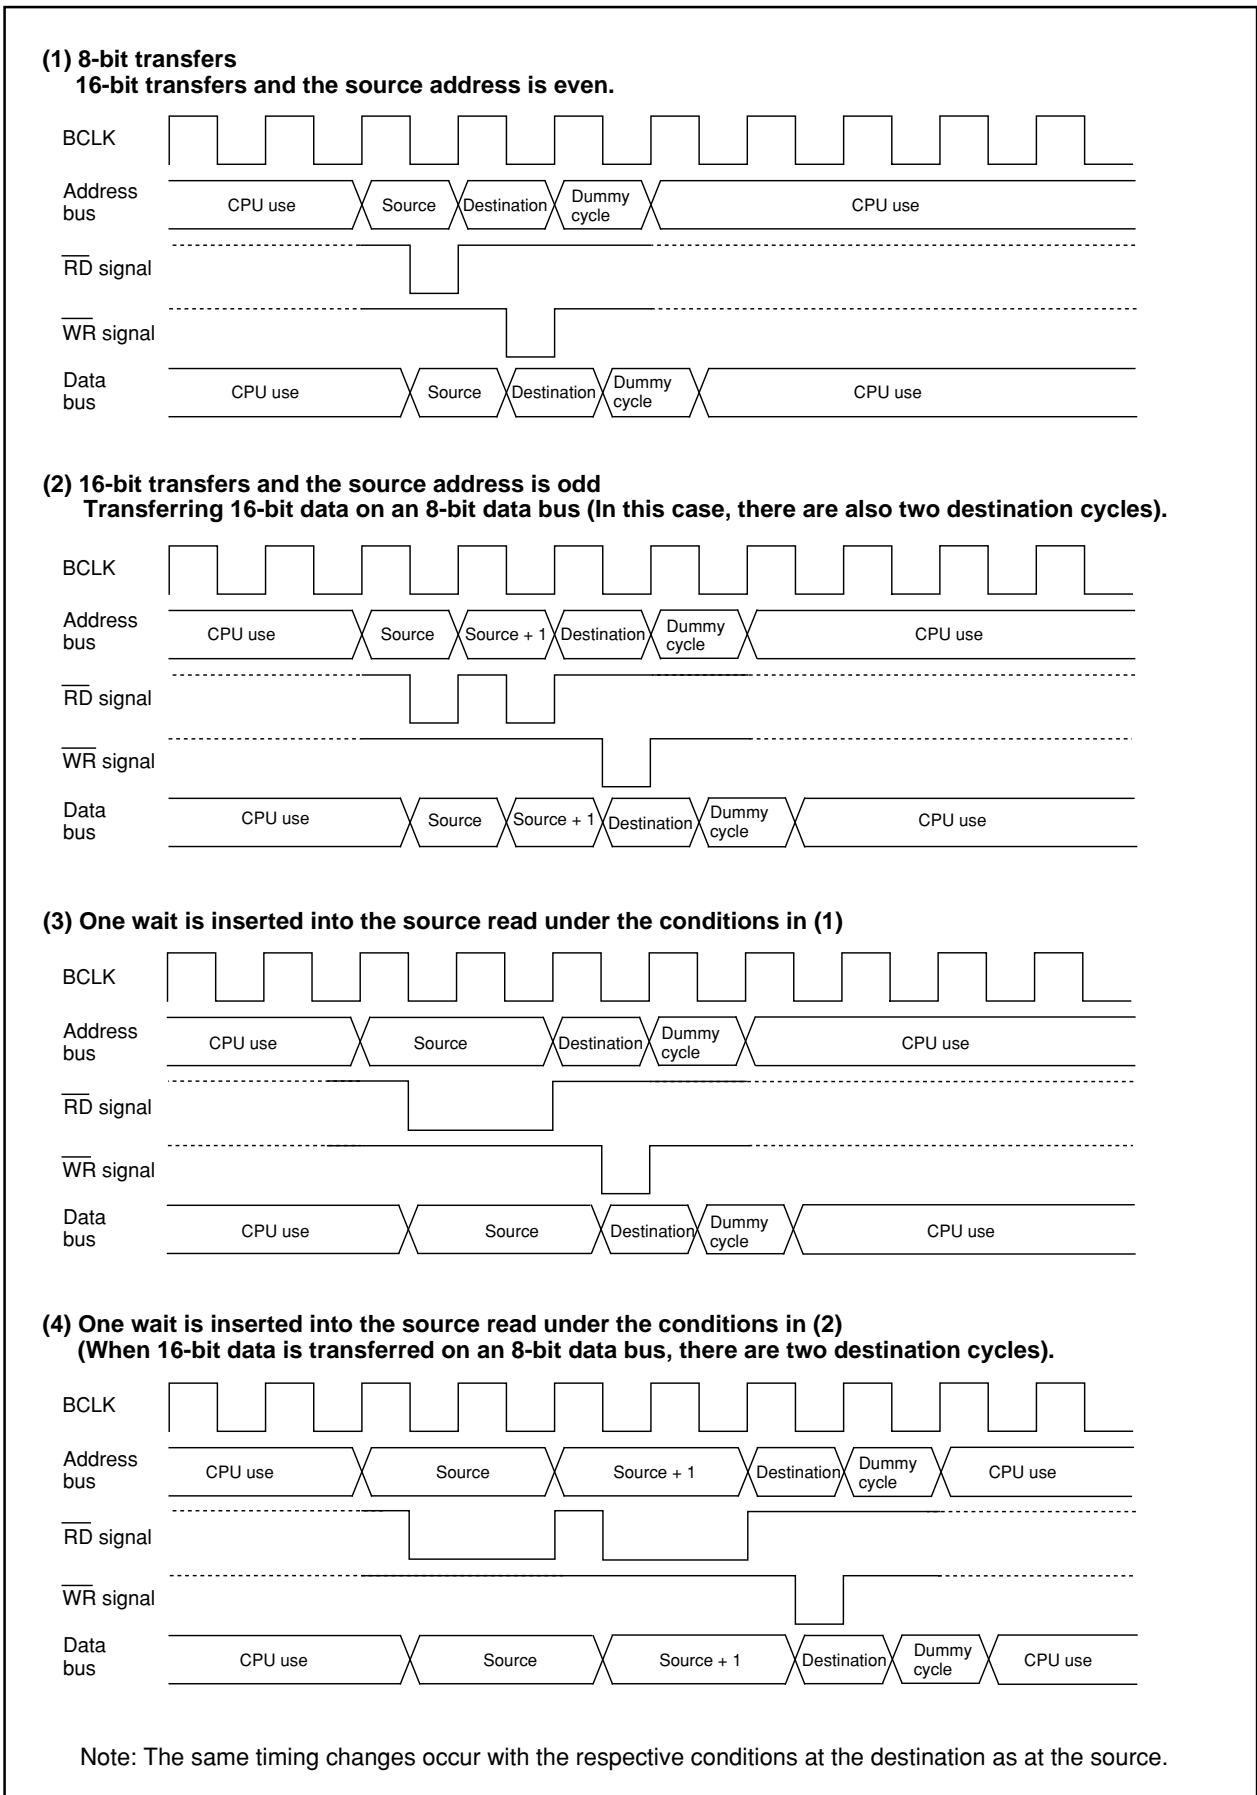 (1) 8-bit transfers
16-bit transfers and the source address is even.
BCLK
Address
bus
CPU use
Source
Destination
Dummy
cycle
CPU use
RD signal
WR signal
Data
bus
CPU use
Source
Destination
Dummy
cycle
CPU use
(2) 16-bit transfers and the source address is odd
Transferring 16-bit data on an 8-bit data bus (In this case, there are also two destination cycles).
BCLK
Address
bus
CPU use
Source
Source + 1
Destination
Dummy
cycle
CPU use
RD signal
WR signal
Data
bus
CPU use
Source
Source + 1
Destination
Dummy
cycle
CPU use
(3) One wait is inserted into the source read under the conditions in (1)
BCLK
Address
bus
CPU use
Source
Destination
Dummy
cycle
CPU use
RD signal
WR signal
Data
bus
CPU use
Source
Destination
Dummy
cycle
CPU use
(4) One wait is inserted into the source read under the conditions in (2)
(When 16-bit data is transferred on an 8-bit data bus, there are two destination cycles).
BCLK
Address
bus
CPU use
Source
Source + 1
Destination
Dummy
cycle
CPU use
RD signal
WR signal
Data
bus
CPU use
Source
Source + 1
Destination
Dummy
cycle
CPU use
Note: The same timing changes occur with the respective conditions at the destination as at the source.